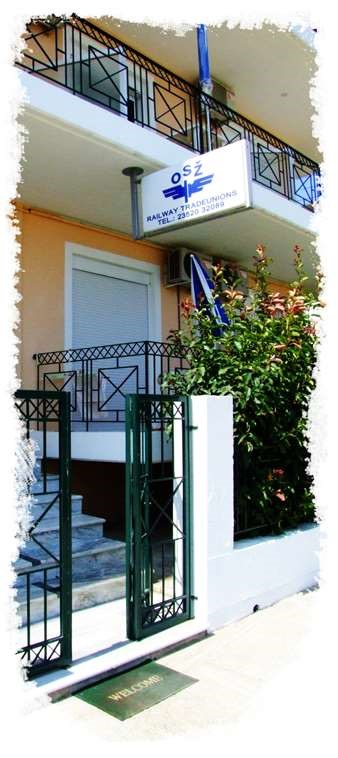 OSŽ
RAILWAY TRADEUNIONS
TEL.: 23520 32089
WELCOME